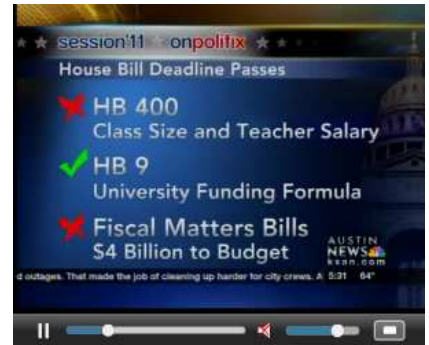 session'11 onpolitix
House Bill Deadline Passes
HB 400
Class Size and Teacher Salary
HB 9
University Funding Formula
Fiscal Matters Bills
$4 Billion to Budget
AUSTIN
NEWS
kxan.com
d outages. That made the job of cleaning up harder for city crews. A 5:31 64°